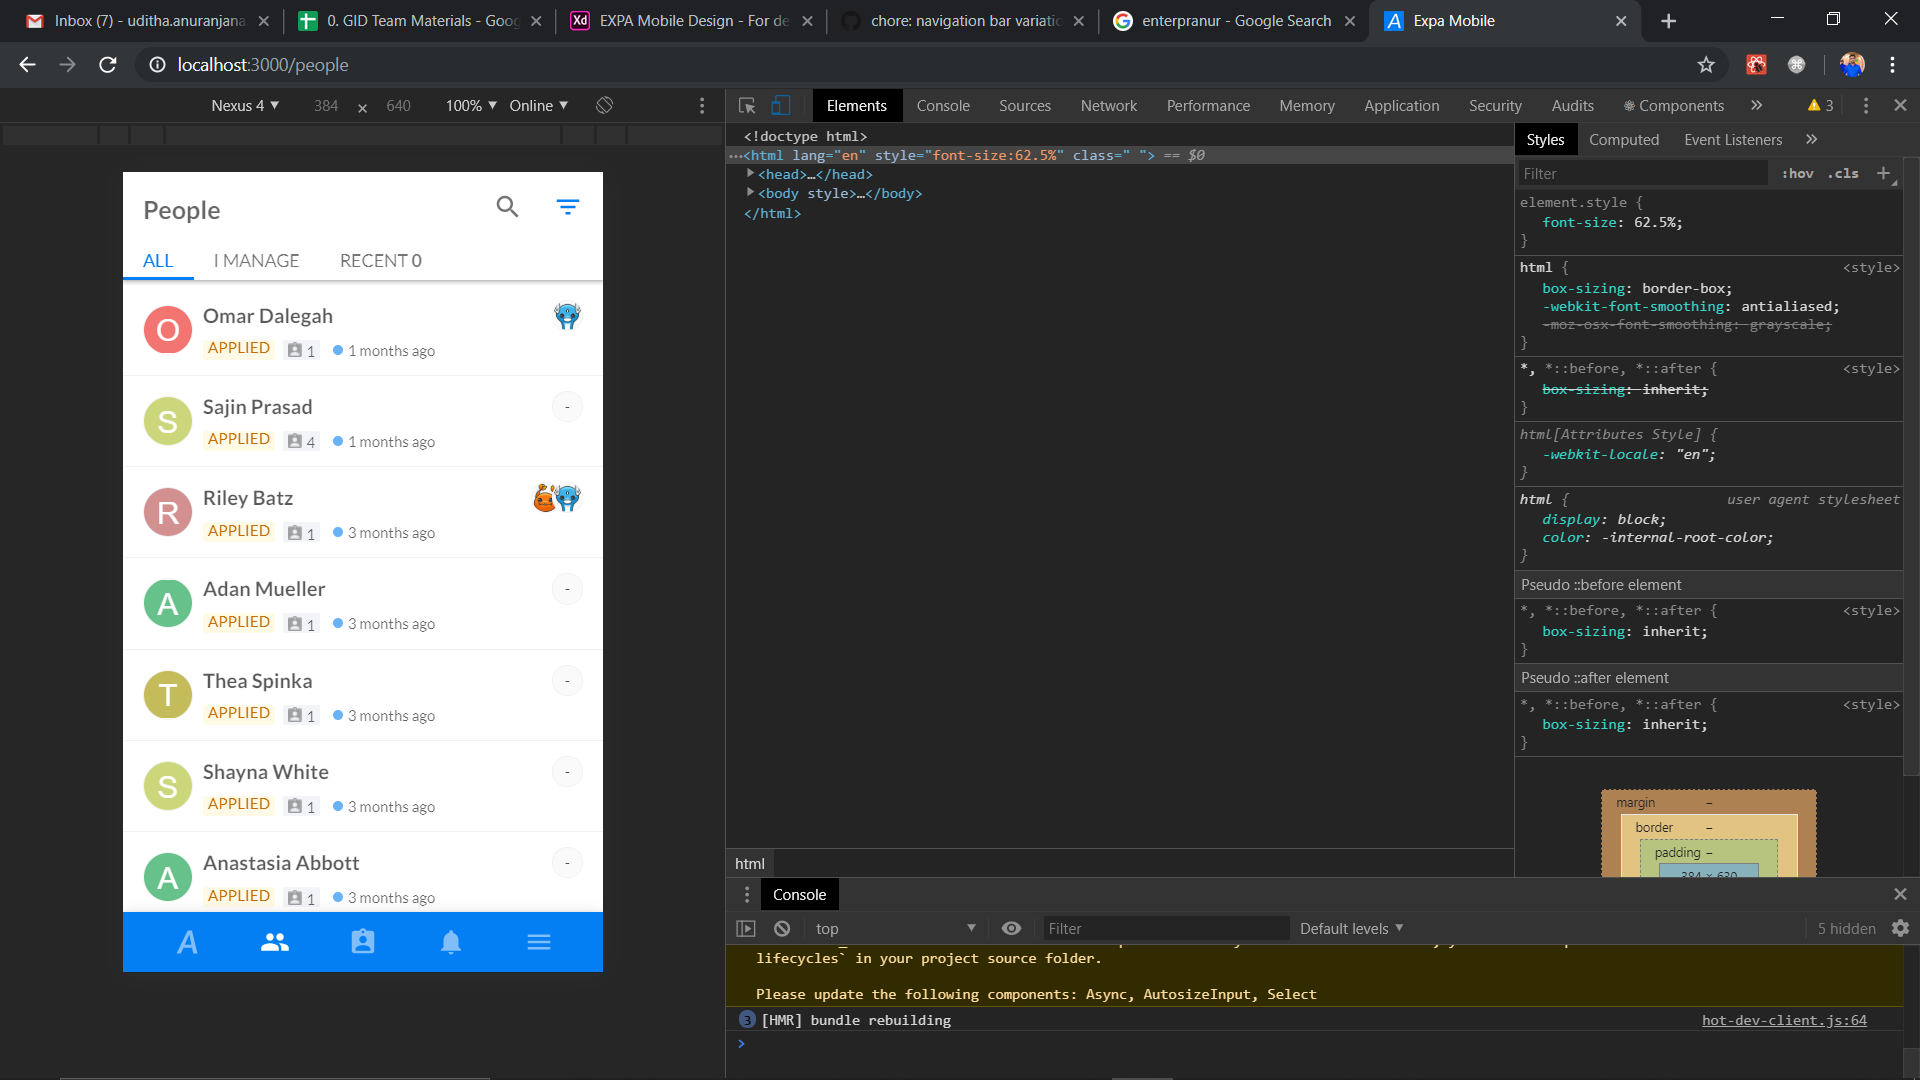 Inbox (7) - uditha.anuranjana
0. GID Team Materials - Goog
EXPA Mobile Design - For de
chore: navigation bar variatio
enterpranur - Google Search
Expa Mobile
localhost:3000/people
Nexus 4 ▼ 384 × 640 100% ▼ Online ▼
Elements Console Sources Network Performance Memory Application Security Audits Components » 3
People
ALL I MANAGE RECENT 0
O Omar Dalegah
APPLIED 1 1 months ago
S Sajin Prasad -
APPLIED 4 1 months ago
R Riley Batz
APPLIED 1 3 months ago
A Adan Mueller -
APPLIED 1 3 months ago
T Thea Spinka -
APPLIED 1 3 months ago
S Shayna White -
APPLIED 1 3 months ago
A Anastasia Abbott -
APPLIED 1 3 months ago
<!doctype html>
…<html lang="en" style="font-size:62.5%" class=" "> == $0
<head>…</head>
<body style>…</body>
</html>
html
Styles Computed Event Listeners »
Filter :hov .cls +
element.style {
font-size: 62.5%;
}
html { <style>
box-sizing: border-box;
-webkit-font-smoothing: antialiased;
-moz-osx-font-smoothing: grayscale;
}
*, *::before, *::after { <style>
box-sizing: inherit;
}
html[Attributes Style] {
-webkit-locale: "en";
}
html { user agent stylesheet
display: block;
color: -internal-root-color;
}
Pseudo ::before element
*, *::before, *::after { <style>
box-sizing: inherit;
}
Pseudo ::after element
*, *::before, *::after { <style>
box-sizing: inherit;
}
margin –
border –
padding –
384 × 630
Console
top ▼ Filter Default levels ▼ 5 hidden
lifecycles` in your project source folder.
Please update the following components: Async, AutosizeInput, Select
3 [HMR] bundle rebuilding hot-dev-client.js:64
>